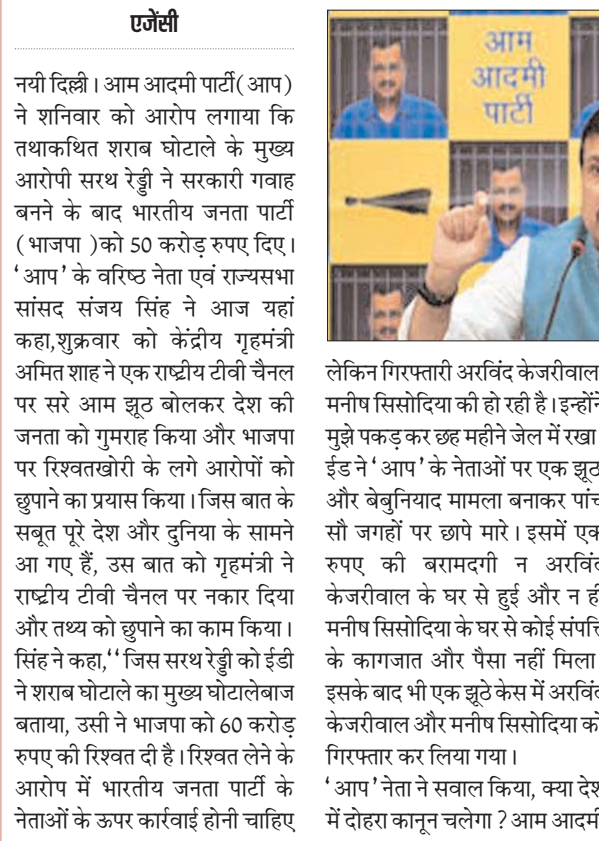 एजेंसी
नयी दिल्ली। आम आदमी पार्टी(आप)
ने शनिवार को आरोप लगाया कि
तथाकथित शराब घोटाले के मुख्य
आरोपी सरथ रेड्डी ने सरकारी गवाह
बनने के बाद भारतीय जनता पार्टी
(भाजपा )को 50 करोड़ रुपए दिए।
‘आप’ के वरिष्ठ नेता एवं राज्यसभा
सांसद संजय सिंह ने आज यहां
कहा,शुक्रवार को केंद्रीय गृहमंत्री
अमित शाह ने एक राष्ट्रीय टीवी चैनल
पर सरे आम झूठ बोलकर देश की
जनता को गुमराह किया और भाजपा
पर रिश्वतखोरी के लगे आरोपों को
छुपाने का प्रयास किया। जिस बात के
सबूत पूरे देश और दुनिया के सामने
आ गए हैं, उस बात को गृहमंत्री ने
राष्ट्रीय टीवी चैनल पर नकार दिया
और तथ्य को छुपाने का काम किया।
सिंह ने कहा,‘‘जिस सरथ रेड्डी को ईडी
ने शराब घोटाले का मुख्य घोटालेबाज
बताया, उसी ने भाजपा को 60 करोड़
रुपए की रिश्वत दी है। रिश्वत लेने के
आरोप में भारतीय जनता पार्टी के
नेताओं के ऊपर कार्रवाई होनी चाहिए
आम
आदमी
पार्टी
लेकिन गिरफ्तारी अरविंद केजरीवाल,
मनीष सिसोदिया की हो रही है। इन्होंने
मुझे पकड़ कर छह महीने जेल में रखा।
ईड ने ‘आप’ के नेताओं पर एक झूठ
और बेबुनियाद मामला बनाकर पांच
सौ जगहों पर छापे मारे। इसमें एक
रुपए की बरामदगी न अरविंद
केजरीवाल के घर से हुई और न ही
मनीष सिसोदिया के घर से कोई संपत्ति
के कागजात और पैसा नहीं मिला।
इसके बाद भी एक झूठे केस में अरविंद
केजरीवाल और मनीष सिसोदिया को
गिरफ्तार कर लिया गया।
‘आप’ नेता ने सवाल किया, क्या देश
में दोहरा कानून चलेगा ? आम आदमी